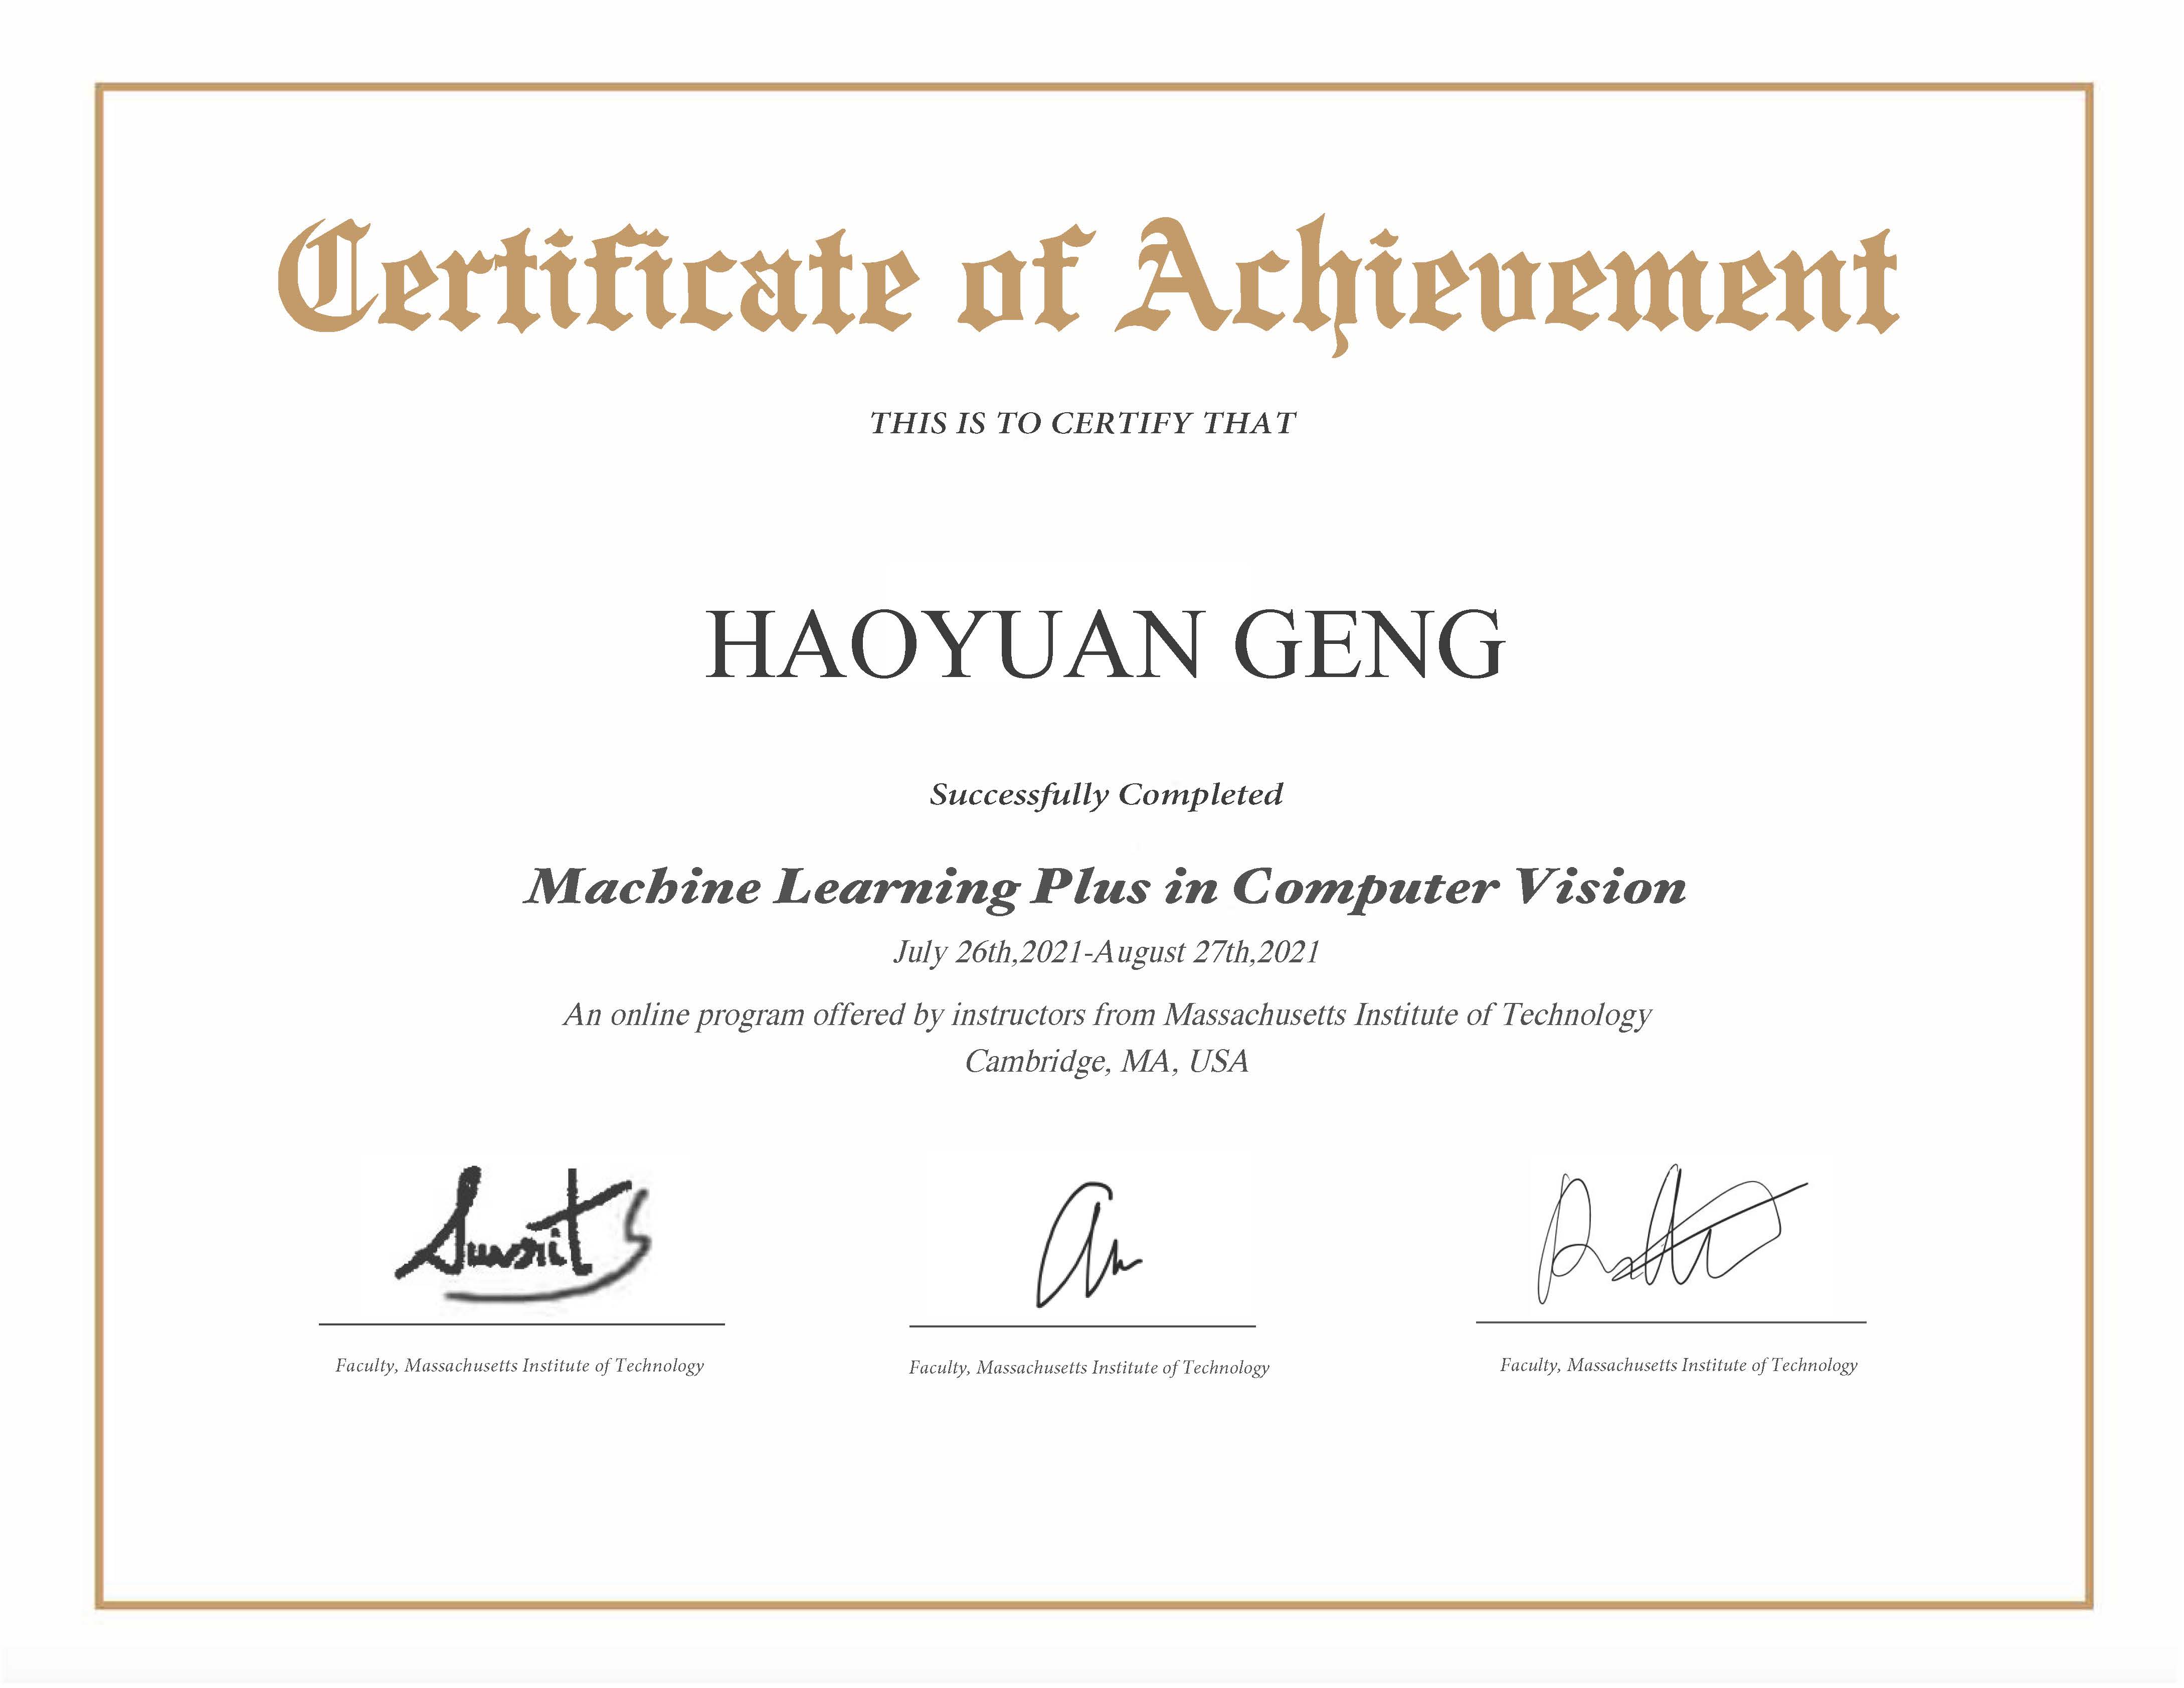 Certificate of Achievement
THIS IS TO CERTIFY THAT
HAOYUAN GENG
Successfully Completed
Machine Learning Plus in Computer Vision
July 26th,2021-August 27th,2021
An online program offered by instructors from Massachusetts Institute of Technology
Cambridge, MA, USA
Faculty, Massachusetts Institute of Technology
Faculty, Massachusetts Institute of Technology
Faculty, Massachusetts Institute of Technology